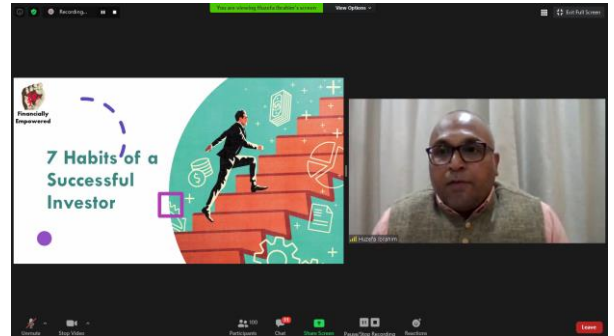 Recording...
You are viewing Huzefa Ibrahim's screen
View Options
Exit Full Screen
Financially
Empowered
7 Habits of a
Successful
Investor
Huzefa Ibrahim
Unmute
Stop Video
Participants
Chat
Share Screen
Pause/Stop Recording
Reactions
Leave